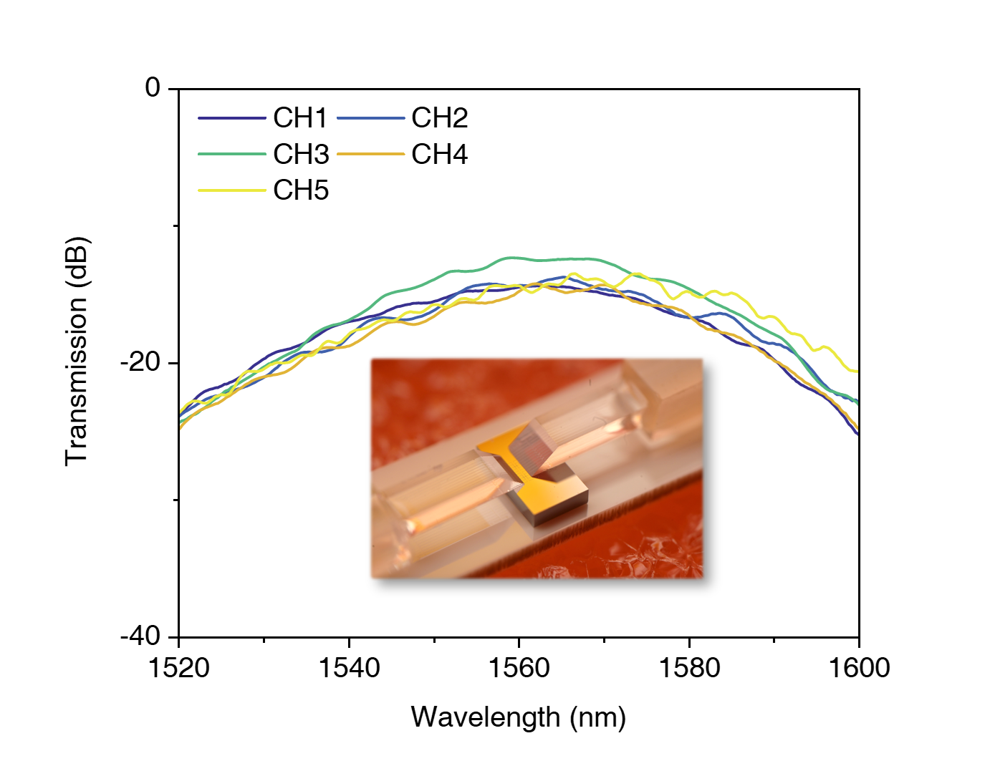 0
CH1 CH2
CH3 CH4
CH5
Transmission (dB)
-20
-40
1520 1540 1560 1580 1600
Wavelength (nm)